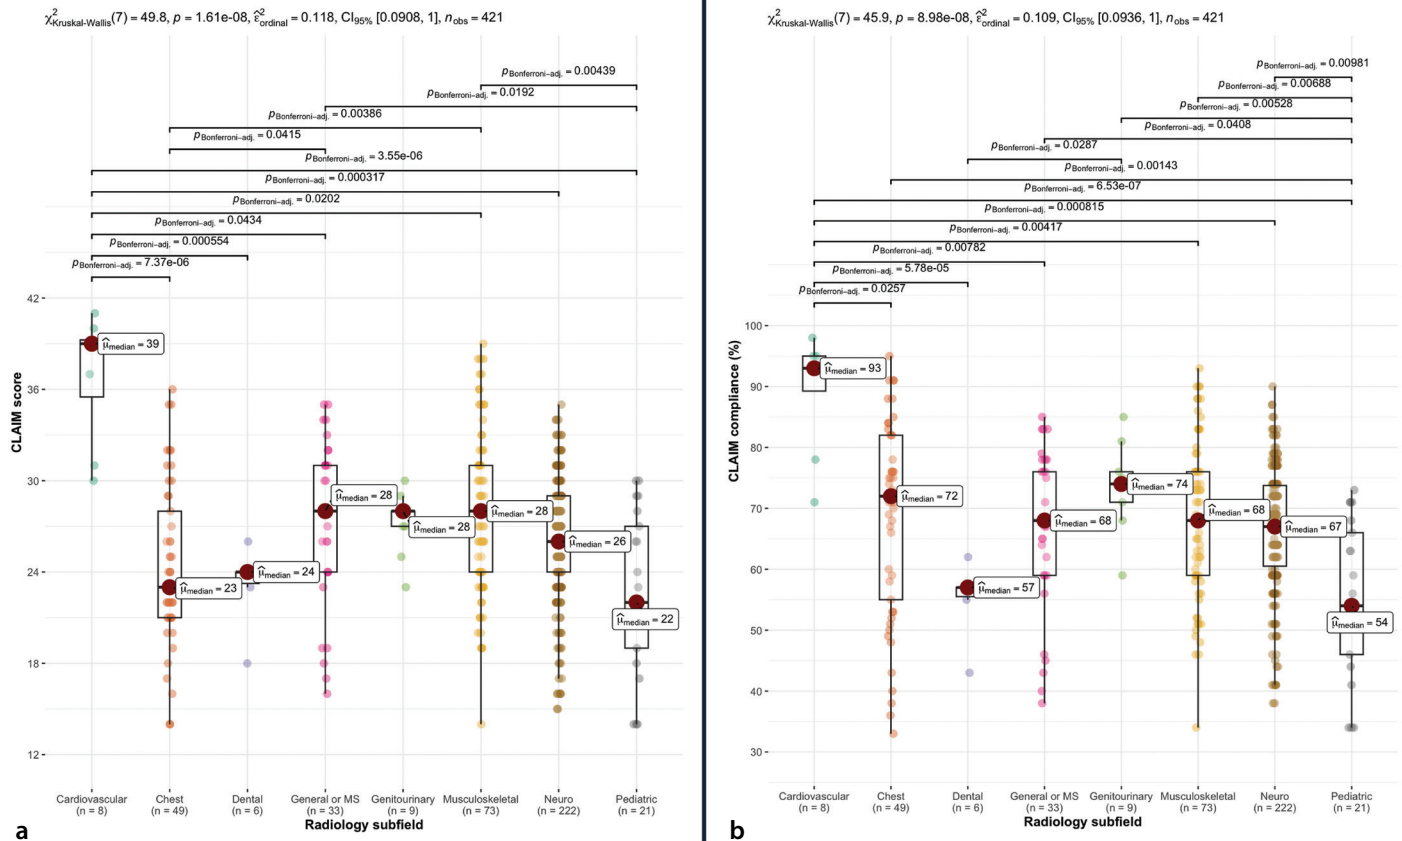 χ²Kruskal-Wallis(7) = 49.8, p = 1.61e-08, ε̂²ordinal = 0.118, CI95% [0.0908, 1], nobs = 421
pBonferroni−adj. = 0.00439
pBonferroni−adj. = 0.0192
pBonferroni−adj. = 0.00386
pBonferroni−adj. = 0.0415
pBonferroni−adj. = 3.55e-06
pBonferroni−adj. = 0.000317
pBonferroni−adj. = 0.0202
pBonferroni−adj. = 0.0434
pBonferroni−adj. = 0.000554
pBonferroni−adj. = 7.37e-06
CLAIM score
42
36
30
24
18
12
μ̂median = 39
μ̂median = 23
μ̂median = 24
μ̂median = 28
μ̂median = 28
μ̂median = 28
μ̂median = 26
μ̂median = 22
Cardiovascular Chest Dental General or MS Genitourinary Musculoskeletal Neuro Pediatric
(n = 8) (n = 49) (n = 6) (n = 33) (n = 9) (n = 73) (n = 222) (n = 21)
Radiology subfield
a
χ²Kruskal-Wallis(7) = 45.9, p = 8.98e-08, ε̂²ordinal = 0.109, CI95% [0.0936, 1], nobs = 421
pBonferroni−adj. = 0.00981
pBonferroni−adj. = 0.00688
pBonferroni−adj. = 0.00528
pBonferroni−adj. = 0.0408
pBonferroni−adj. = 0.0287
pBonferroni−adj. = 0.00143
pBonferroni−adj. = 6.53e-07
pBonferroni−adj. = 0.000815
pBonferroni−adj. = 0.00417
pBonferroni−adj. = 0.00782
pBonferroni−adj. = 5.78e-05
pBonferroni−adj. = 0.0257
CLAIM compliance (%)
100
90
80
70
60
50
40
30
μ̂median = 93
μ̂median = 72
μ̂median = 57
μ̂median = 68
μ̂median = 74
μ̂median = 68
μ̂median = 67
μ̂median = 54
Cardiovascular Chest Dental General or MS Genitourinary Musculoskeletal Neuro Pediatric
(n = 8) (n = 49) (n = 6) (n = 33) (n = 9) (n = 73) (n = 222) (n = 21)
Radiology subfield
b